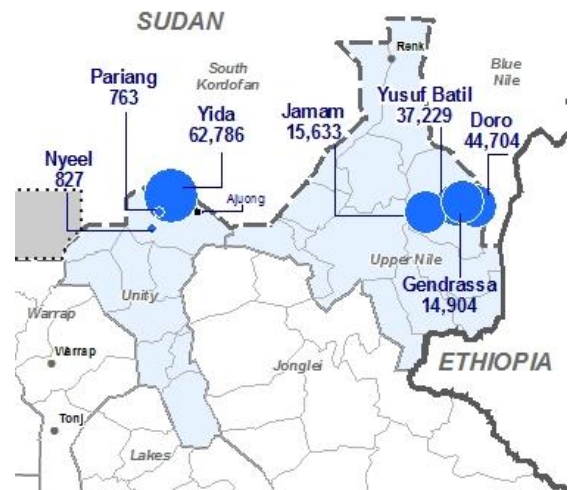 SUDAN
Renk
Blue
Nile
South
Kordofan
Pariang
763
Yida
62,786
Jamam
15,633
Yusuf Batil
37,229
Doro
44,704
Nyeel
827
Ajuong
Upper Nile
Gendrassa
14,904
Unity
Warrap
Warrap
ETHIOPIA
Jonglei
Tonj
Lakes